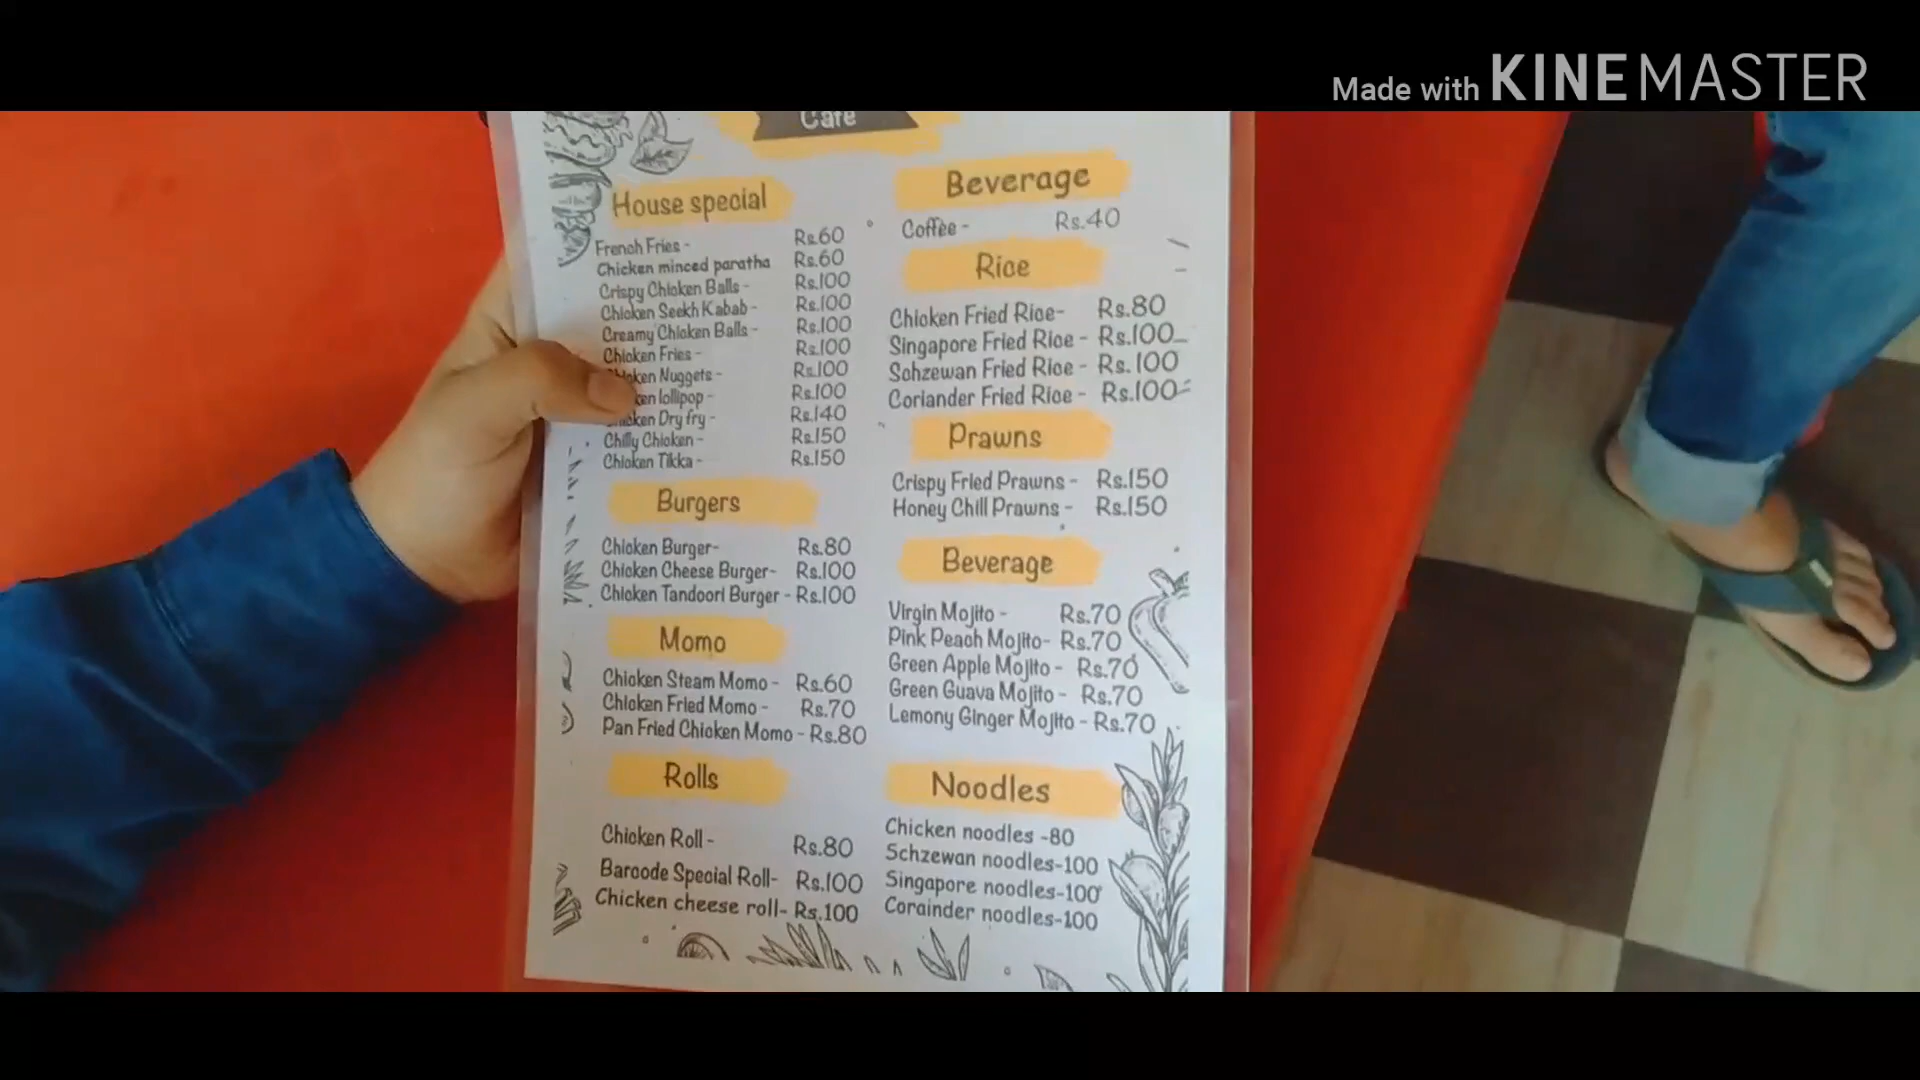 Made with KINEMASTER
Cafe
House special
French Fries - Rs.60
Chicken minced paratha Rs.60
Crispy Chicken Balls - Rs.100
Chicken Seekh Kabab - Rs.100
Creamy Chicken Balls - Rs.100
Chicken Fries - Rs.100
Nuggets - Rs.100
lollipop - Rs.100
Dry fry - Rs.140
Chilly Chicken - Rs.150
Chicken Tikka - Rs.150
Burgers
Chicken Burger- Rs.80
Chicken Cheese Burger- Rs.100
Chicken Tandoori Burger - Rs.100
Momo
Chicken Steam Momo - Rs.60
Chicken Fried Momo - Rs.70
Pan Fried Chicken Momo - Rs.80
Rolls
Chicken Roll - Rs.80
Barcode Special Roll- Rs.100
Chicken cheese roll- Rs.100
Beverage
Coffee - Rs.40
Rice
Chicken Fried Rice- Rs.80
Singapore Fried Rice - Rs.100
Schzewan Fried Rice - Rs.100
Coriander Fried Rice - Rs.100
Prawns
Crispy Fried Prawns - Rs.150
Honey Chill Prawns - Rs.150
Beverage
Virgin Mojito - Rs.70
Pink Peach Mojito- Rs.70
Green Apple Mojito - Rs.70
Green Guava Mojito - Rs.70
Lemony Ginger Mojito - Rs.70
Noodles
Chicken noodles -80
Schzewan noodles-100
Singapore noodles-100
Corainder noodles-100